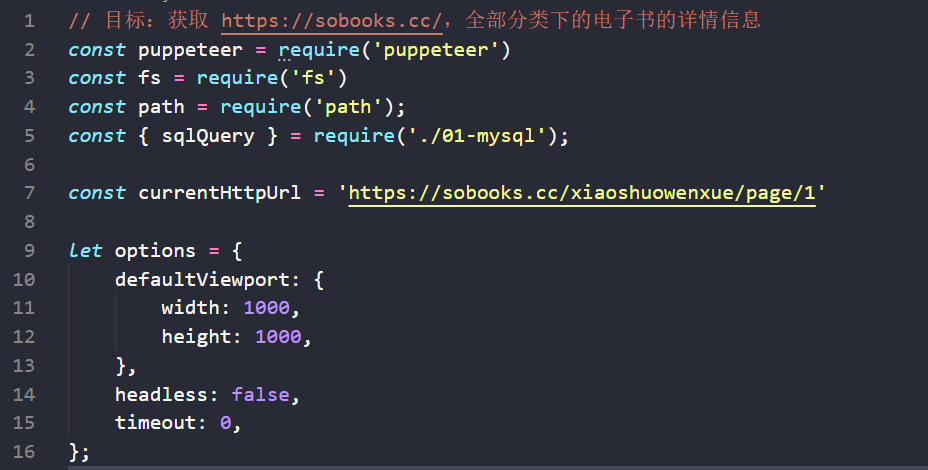 1 // 目标：获取 https://sobooks.cc/，全部分类下的电子书的详情信息
2 const puppeteer = require('puppeteer')
3 const fs = require('fs')
4 const path = require('path');
5 const { sqlQuery } = require('./01-mysql');
6
7 const currentHttpUrl = 'https://sobooks.cc/xiaoshuowenxue/page/1'
8
9 let options = {
10     defaultViewport: {
11         width: 1000,
12         height: 1000,
13     },
14     headless: false,
15     timeout: 0,
16 };